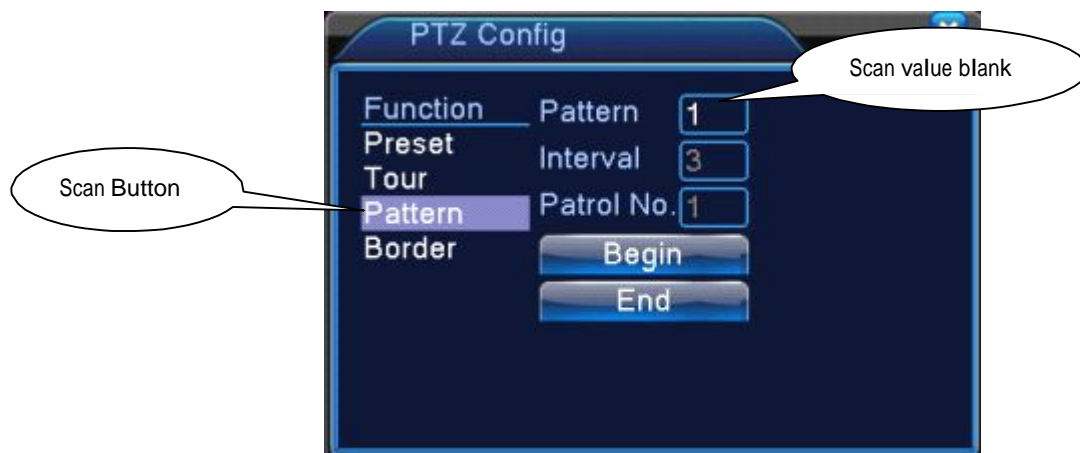 PTZ Config
Scan value blank
Function
Pattern 1
Preset
Interval 3
Tour
Scan Button
Pattern
Patrol No. 1
Border
Begin
End